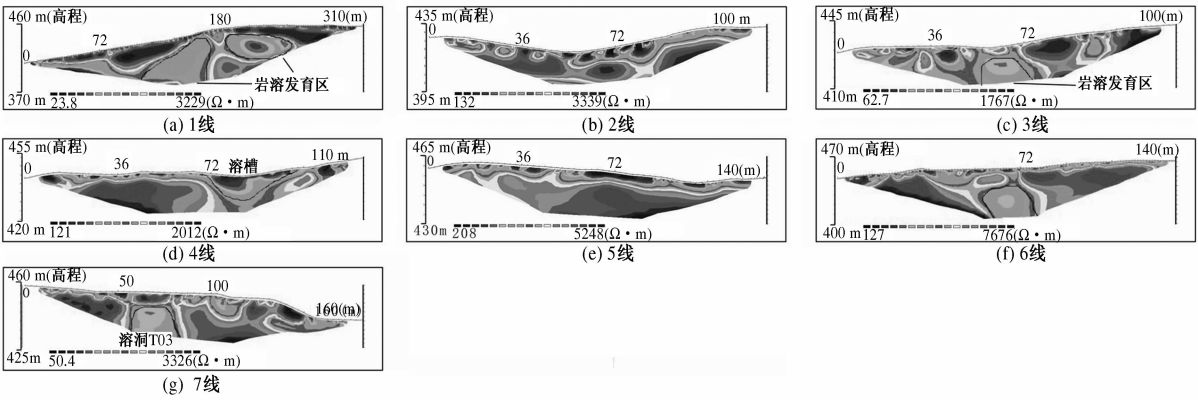 460 m(高程)
180
310(m)
72
0
岩溶发育区
370 m 23.8 3229(Ω·m)
(a) 1线
435 m(高程)
100 m
0
36 72
395 m 132 3339(Ω·m)
(b) 2线
445 m(高程)
100(m)
0
36 72
岩溶发育区
410m 62.7 1767(Ω·m)
(c) 3线
455 m(高程)
110 m
0 36 72 溶槽
420 m 121 2012(Ω·m)
(d) 4线
465 m(高程)
0 36 72
140(m)
430m 208 5248(Ω·m)
(e) 5线
470 m(高程)
140(m)
0 72
400 m 127 7676(Ω·m)
(f) 6线
460 m(高程)
0 50 100
160(m)
溶洞T03
425m 50.4 3326(Ω·m)
(g) 7线